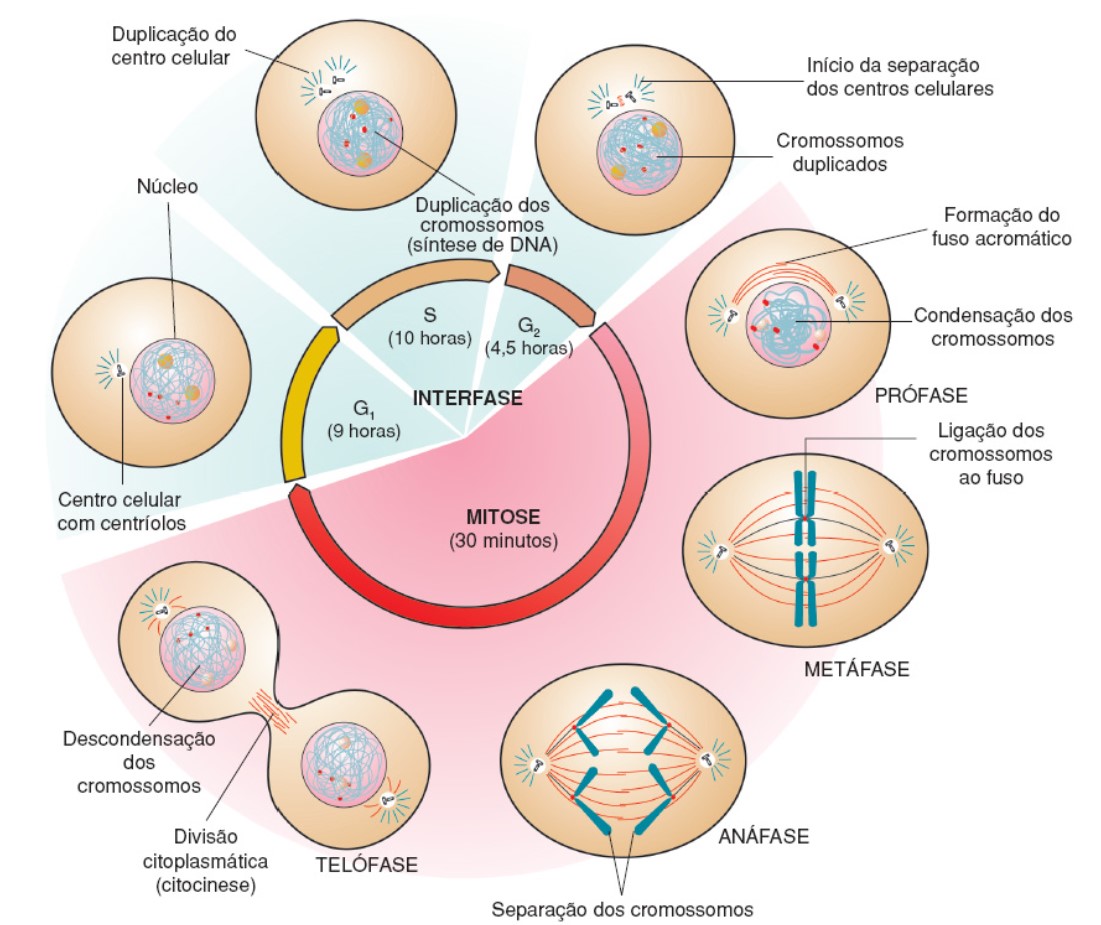 Duplicação do
centro celular
Início da separação
dos centros celulares
Cromossomos
duplicados
Núcleo
Duplicação dos
cromossomos
(síntese de DNA)
Formação do
fuso acromático
S
(10 horas)
G2
(4,5 horas)
Condensação dos
cromossomos
PRÓFASE
INTERFASE
G1
(9 horas)
Ligação dos
cromossomos
ao fuso
Centro celular
com centríolos
MITOSE
(30 minutos)
METÁFASE
Descondensação
dos
cromossomos
Divisão
citoplasmática
(citocinese)
TELÓFASE
ANÁFASE
Separação dos cromossomos